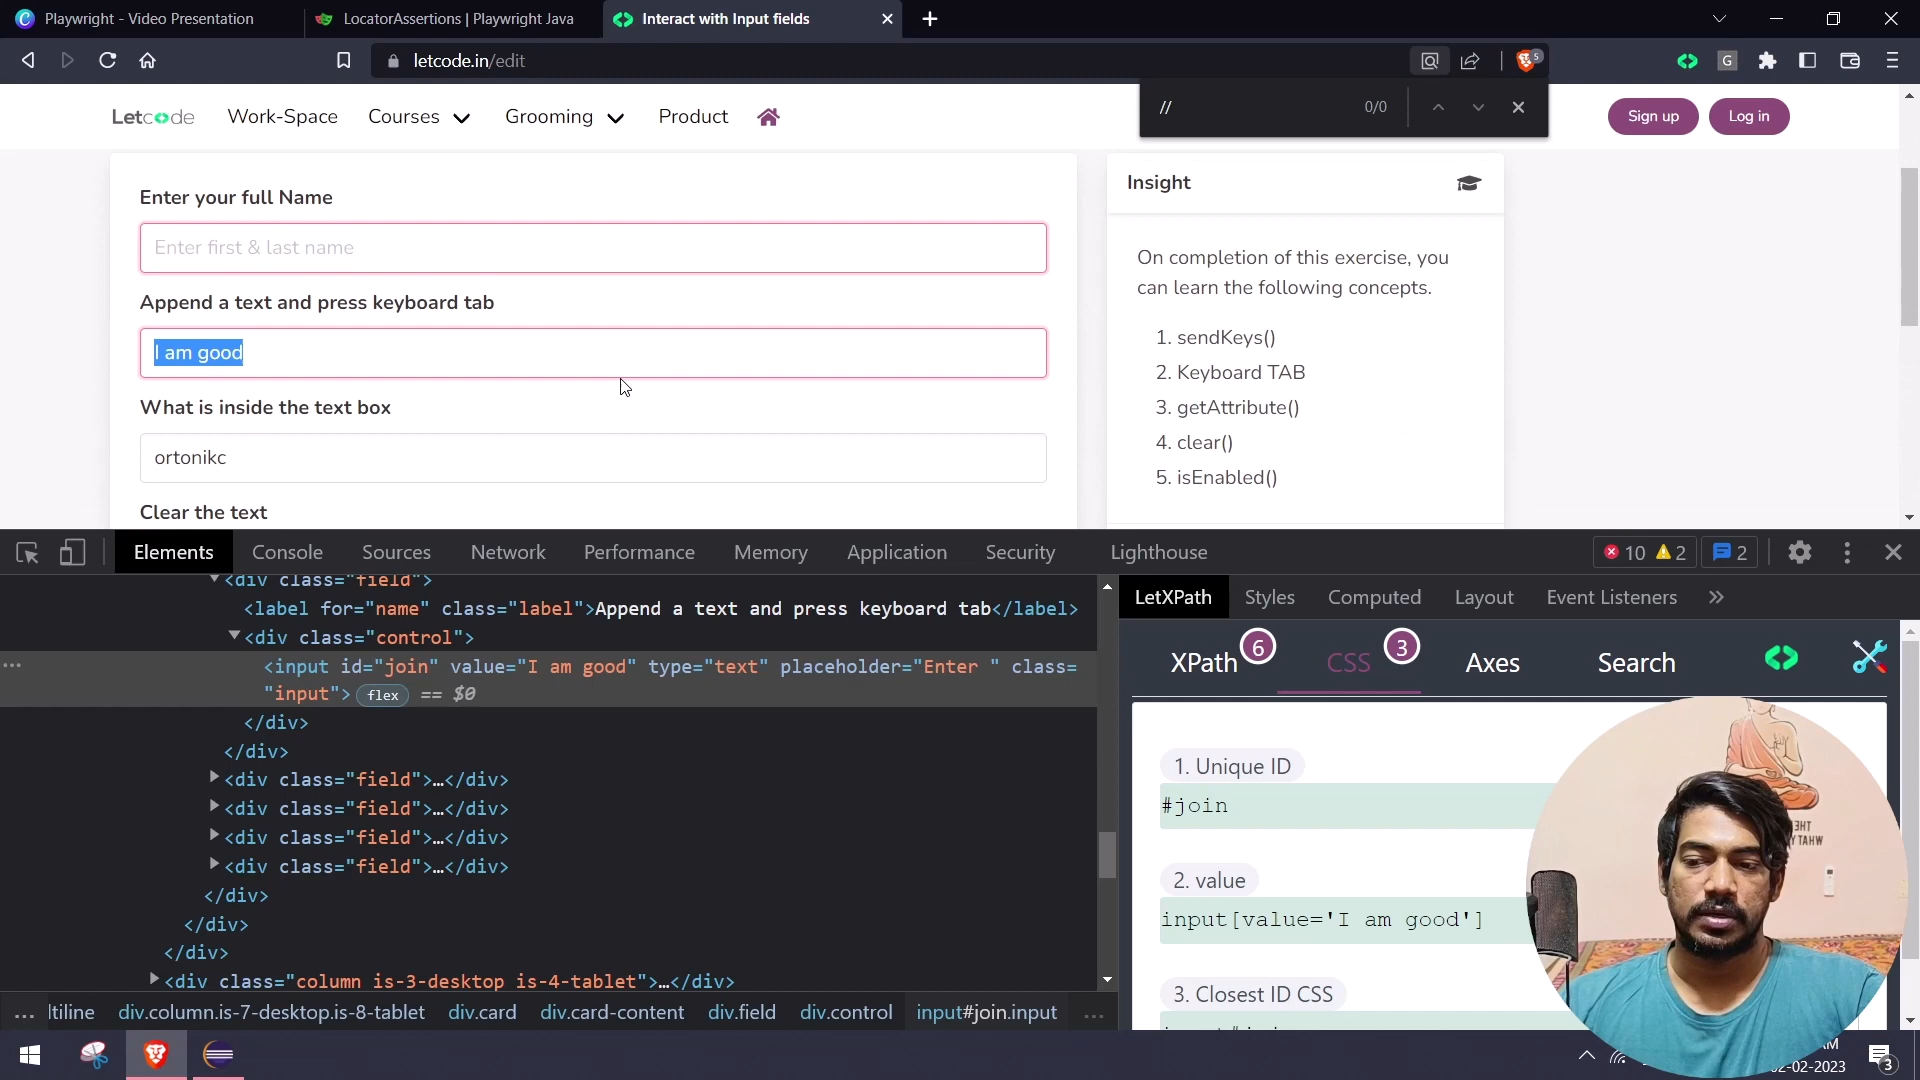 Playwright - Video Presentation
LocatorAssertions | Playwright Java
Interact with Input fields
letcode.in/edit
G
5
Letcode
Work-Space
Courses
Grooming
Product
//
0/0
Sign up
Log in
Enter your full Name
Enter first & last name
Append a text and press keyboard tab
I am good
What is inside the text box
ortonikc
Clear the text
Insight
On completion of this exercise, you
can learn the following concepts.
1. sendKeys()
2. Keyboard TAB
3. getAttribute()
4. clear()
5. isEnabled()
Elements
Console
Sources
Network
Performance
Memory
Application
Security
Lighthouse
10
2
2
<div class="field">
<label for="name" class="label">Append a text and press keyboard tab</label>
<div class="control">
<input id="join" value="I am good" type="text" placeholder="Enter " class=
"input"> flex == $0
</div>
</div>
<div class="field">…</div>
<div class="field">…</div>
<div class="field">…</div>
<div class="field">…</div>
</div>
</div>
</div>
<div class="column is-3-desktop is-4-tablet">…</div>
... ltiline div.column.is-7-desktop.is-8-tablet div.card div.card-content div.field div.control input#join.input ...
LetXPath
Styles
Computed
Layout
Event Listeners
»
XPath 6
CSS 3
Axes
Search
1. Unique ID
#join
2. value
input[value='I am good']
3. Closest ID CSS
AM
02-02-2023
3